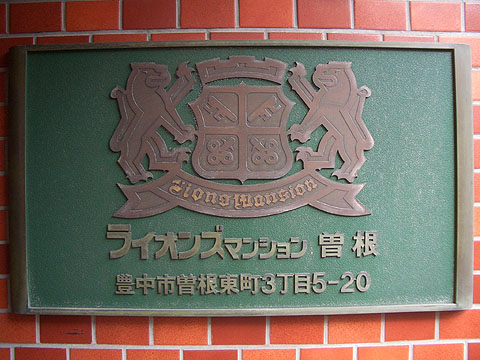 Lions Mansion
ライオンズマンション 曽根
豊中市曽根東町3丁目5-20